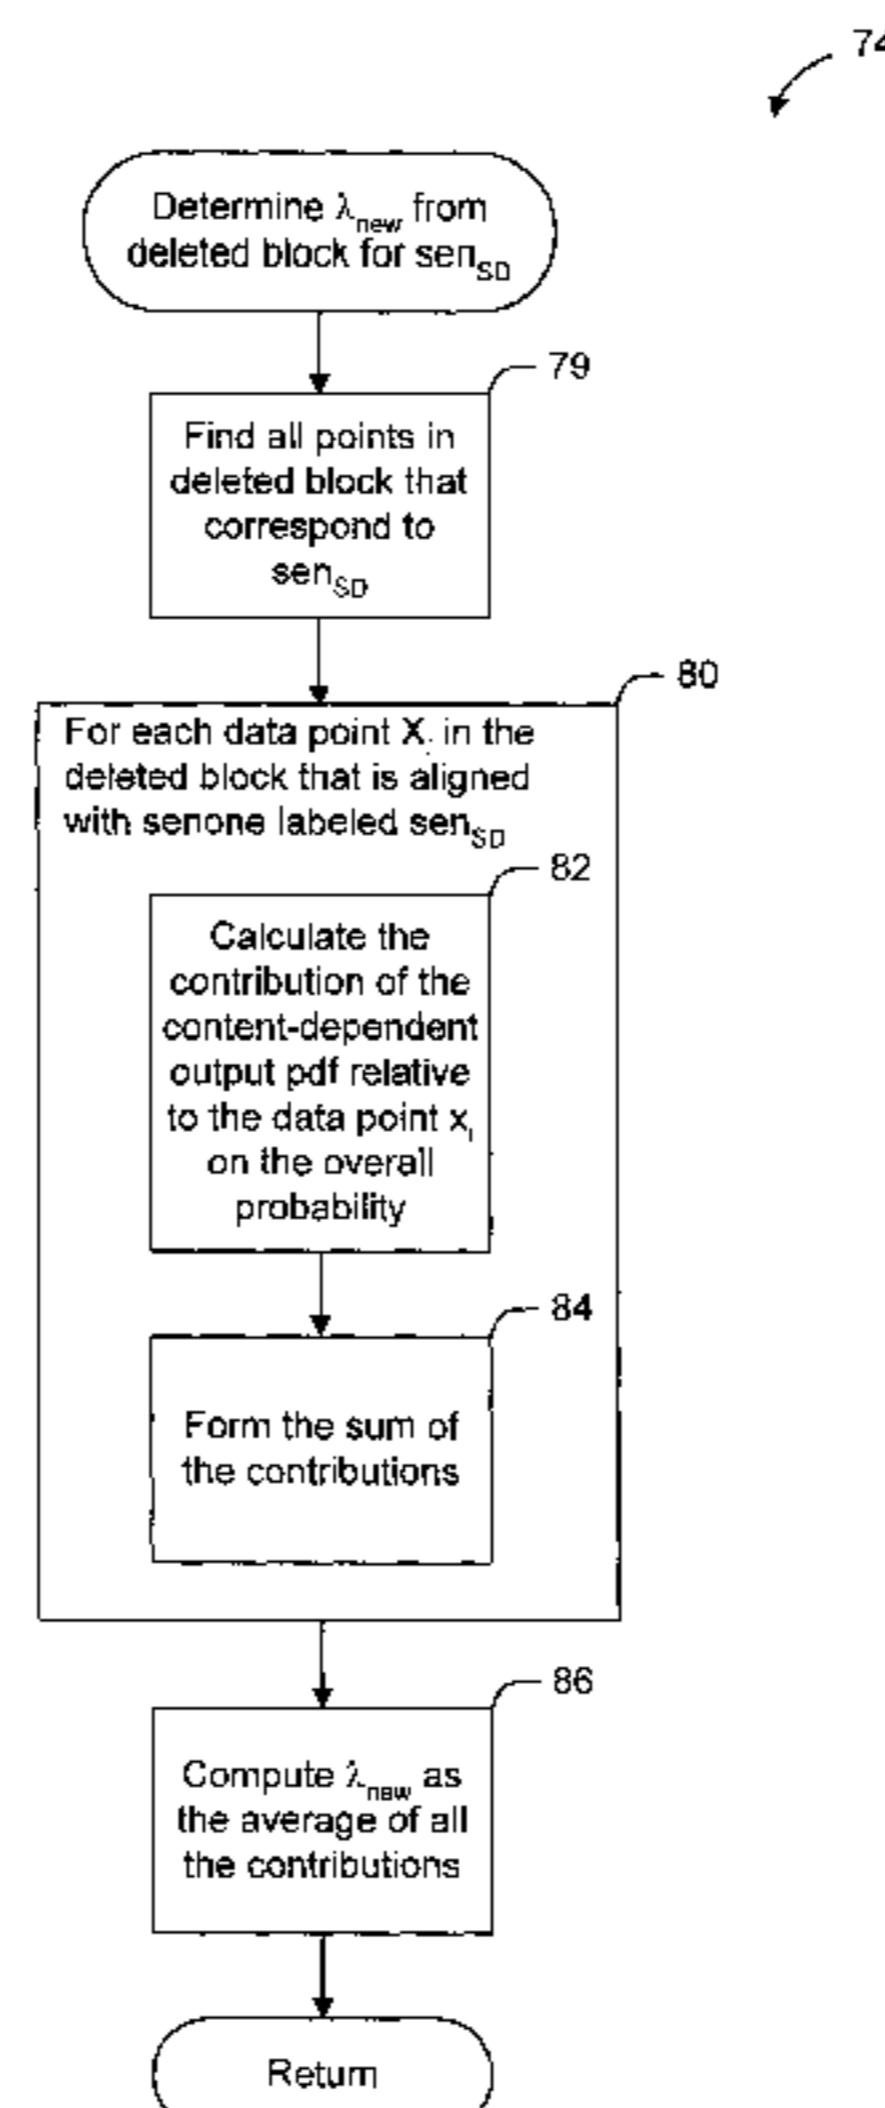 74
Determine λnew from
deleted block for senSD
79
Find all points in
deleted block that
correspond to
senSD
80
For each data point Xi in the
deleted block that is aligned
with senone labeled senSD
82
Calculate the
contribution of the
content-dependent
output pdf relative
to the data point xi
on the overall
probability
84
Form the sum of
the contributions
86
Compute λnew as
the average of all
the contributions
Return